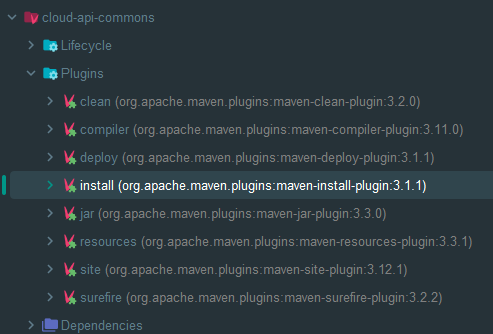 cloud-api-commons
Lifecycle
Plugins
clean (org.apache.maven.plugins:maven-clean-plugin:3.2.0)
compiler (org.apache.maven.plugins:maven-compiler-plugin:3.11.0)
deploy (org.apache.maven.plugins:maven-deploy-plugin:3.1.1)
install (org.apache.maven.plugins:maven-install-plugin:3.1.1)
jar (org.apache.maven.plugins:maven-jar-plugin:3.3.0)
resources (org.apache.maven.plugins:maven-resources-plugin:3.3.1)
site (org.apache.maven.plugins:maven-site-plugin:3.12.1)
surefire (org.apache.maven.plugins:maven-surefire-plugin:3.2.2)
Dependencies